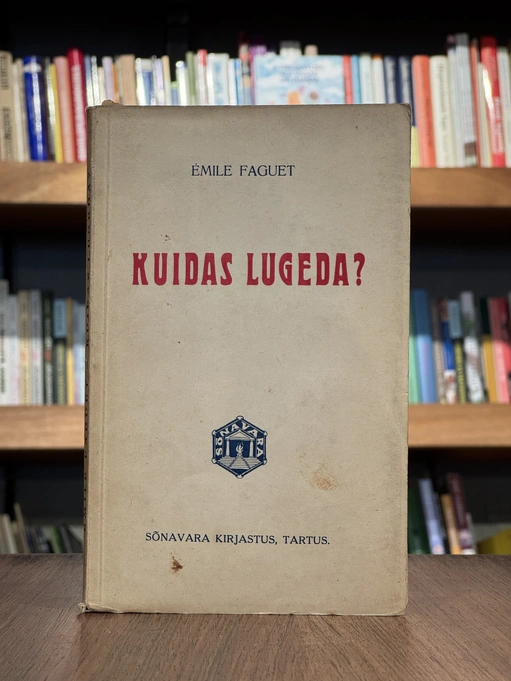 ÉMILE FAGUET
KUIDAS LUGEDA?
SÕNAVARA
SÕNAVARA KIRJASTUS, TARTUS.